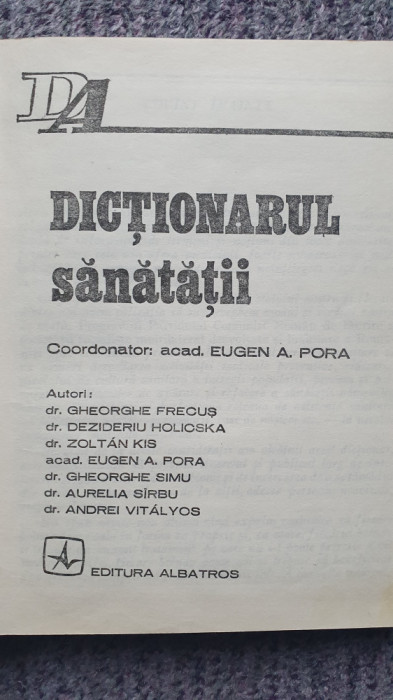 DA
DICȚIONARUL
sănătății
Coordonator: acad. EUGEN A. PORA
Autori:
dr. GHEORGHE FRECUȘ
dr. DEZIDERIU HOLICSKA
dr. ZOLTÁN KIS
acad. EUGEN A. PORA
dr. GHEORGHE SIMU
dr. AURELIA SÎRBU
dr. ANDREI VITÁLYOS
EDITURA ALBATROS